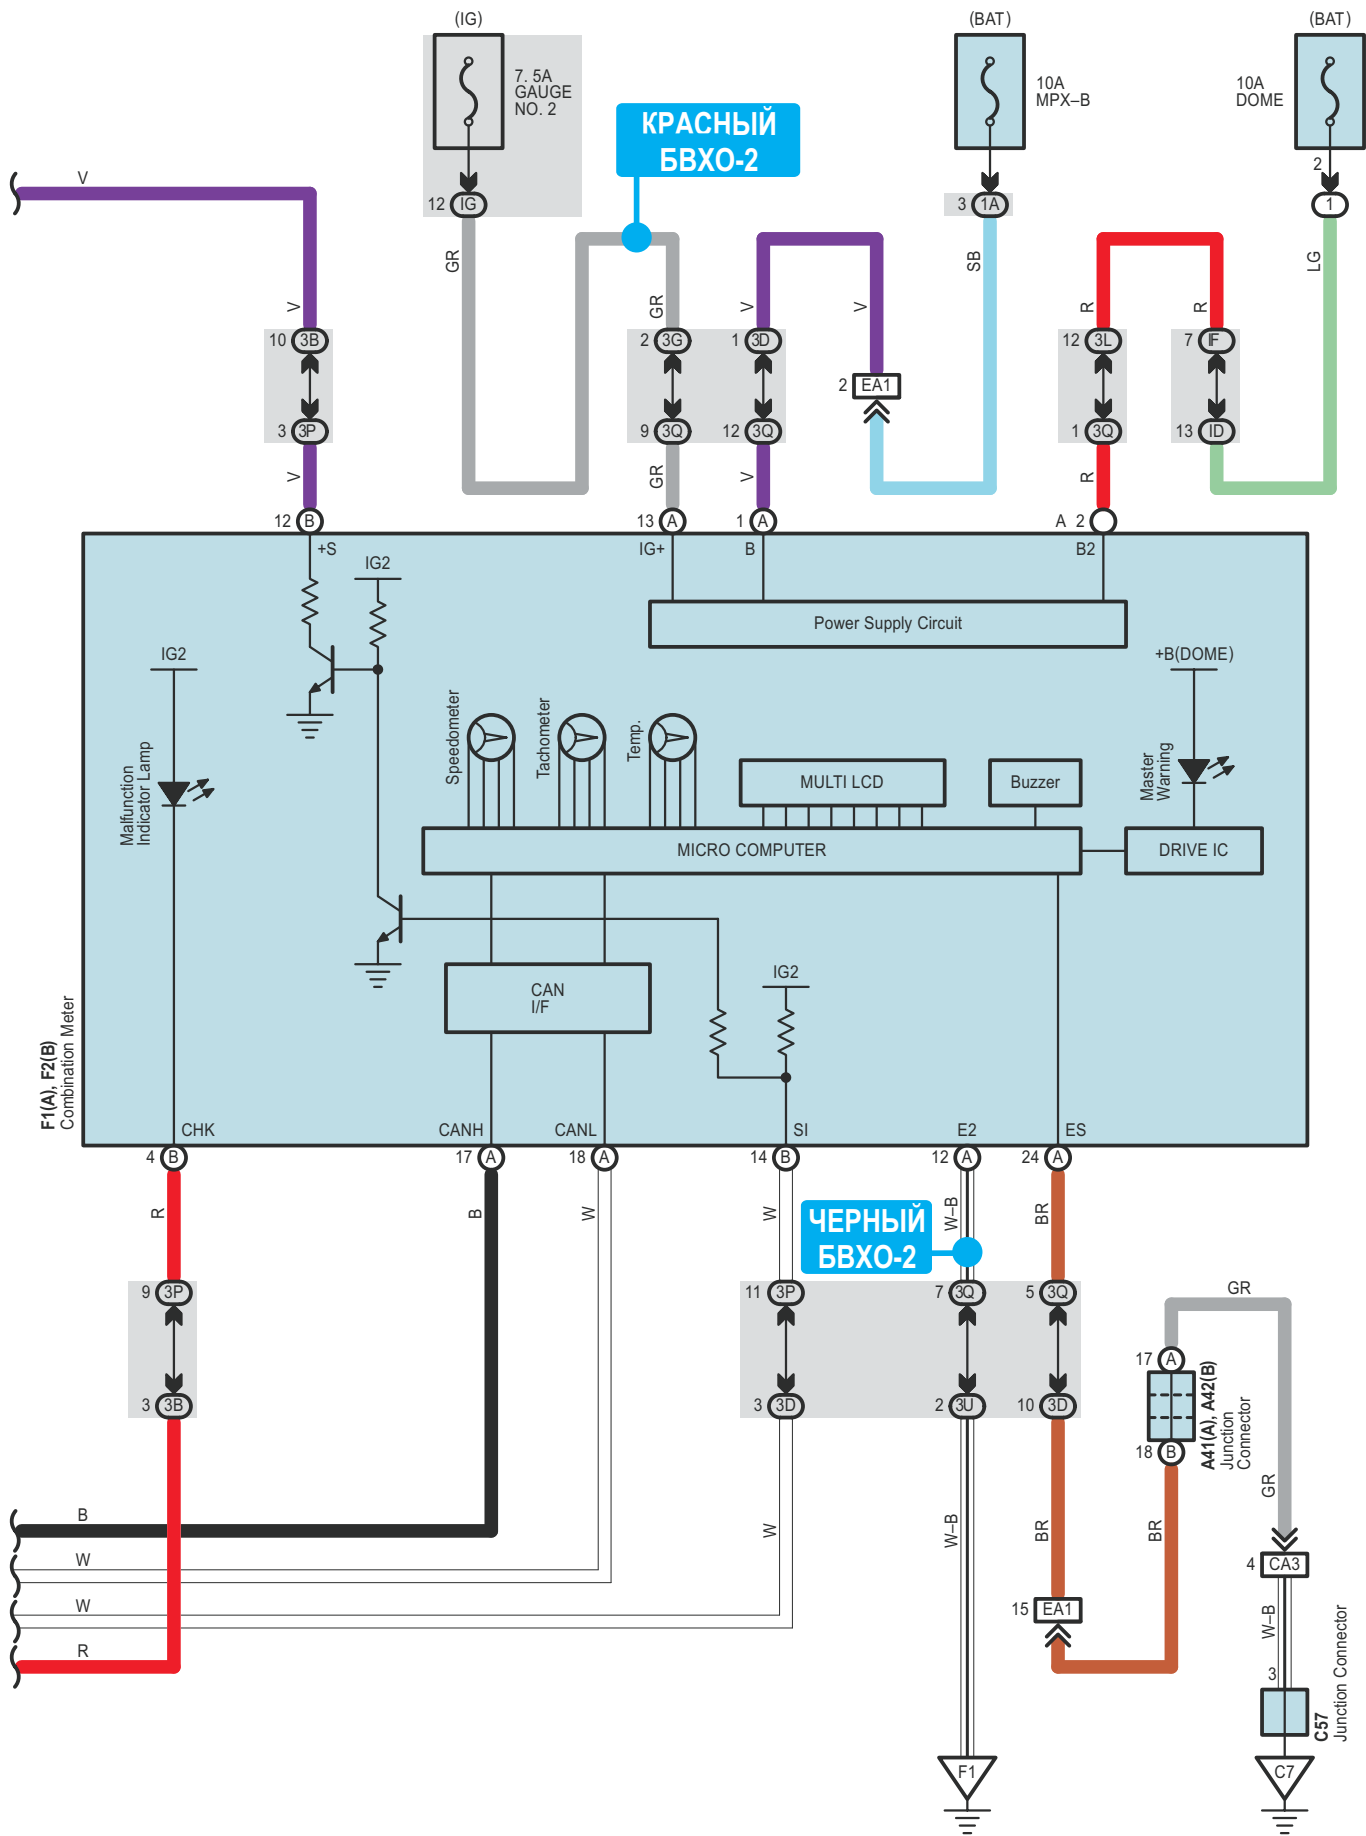 (IG)
(BAT)
(BAT)
7. 5A
GAUGE
NO. 2
10A
MPX–B
10A
DOME
КРАСНЫЙ
БВХО-2
V
2
12 IG
3 1A
1
GR
SB
LG
V
GR
V
V
R
R
10 3B
2 3G
1 3D
12 3L
7 IF
2 EA1
3 3P
9 3Q
12 3Q
1 3Q
13 ID
V
GR
V
R
12 B
13 A
1 A
A 2
+S
IG+
B
B2
IG2
Power Supply Circuit
IG2
+B(DOME)
Speedometer
Tachometer
Temp.
Malfunction
Indicator Lamp
Master
Warning
MULTI LCD
Buzzer
MICRO COMPUTER
DRIVE IC
CAN
I/F
IG2
F1(A), F2(B)
Combination Meter
CHK
CANH
CANL
SI
E2
ES
4 B
17 A
18 A
14 B
12 A
24 A
R
B
W
W
W–B
BR
ЧЕРНЫЙ
БВХО-2
9 3P
11 3P
7 3Q
5 3Q
GR
17 A
3 3B
3 3D
2 3U
10 3D
18 B
A41(A), A42(B)
Junction
Connector
GR
B
W
W
R
W
W–B
BR
BR
4 CA3
15 EA1
W–B
3
C57
Junction Connector
F1
C7